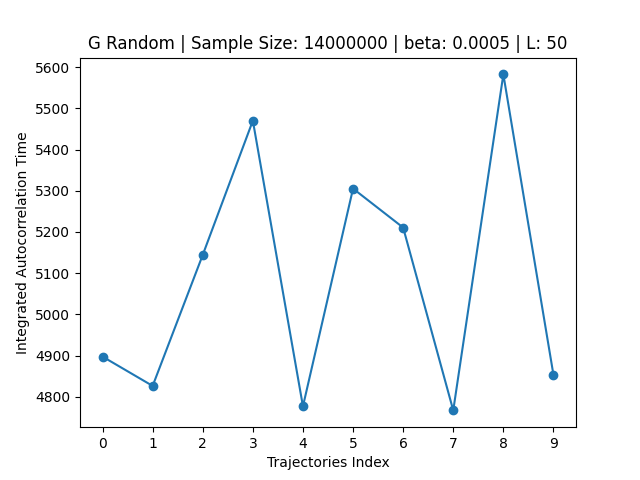 G Random | Sample Size: 14000000 | beta: 0.0005 | L: 50
5600
5500
5400
5300
5200
5100
5000
4900
4800
Integrated Autocorrelation Time
0 1 2 3 4 5 6 7 8 9
Trajectories Index